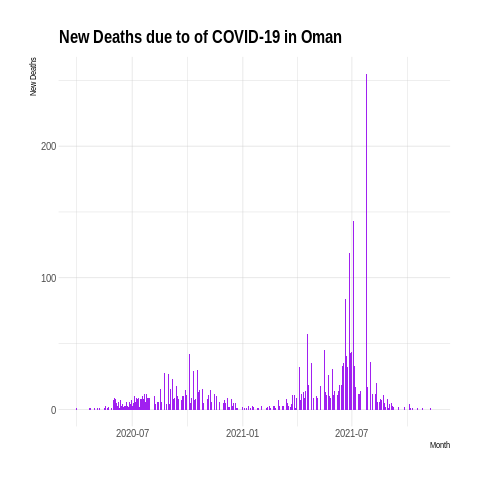 New Deaths due to of COVID-19 in Oman
New Deaths
200
100
0
2020-07
2021-01
2021-07
Month